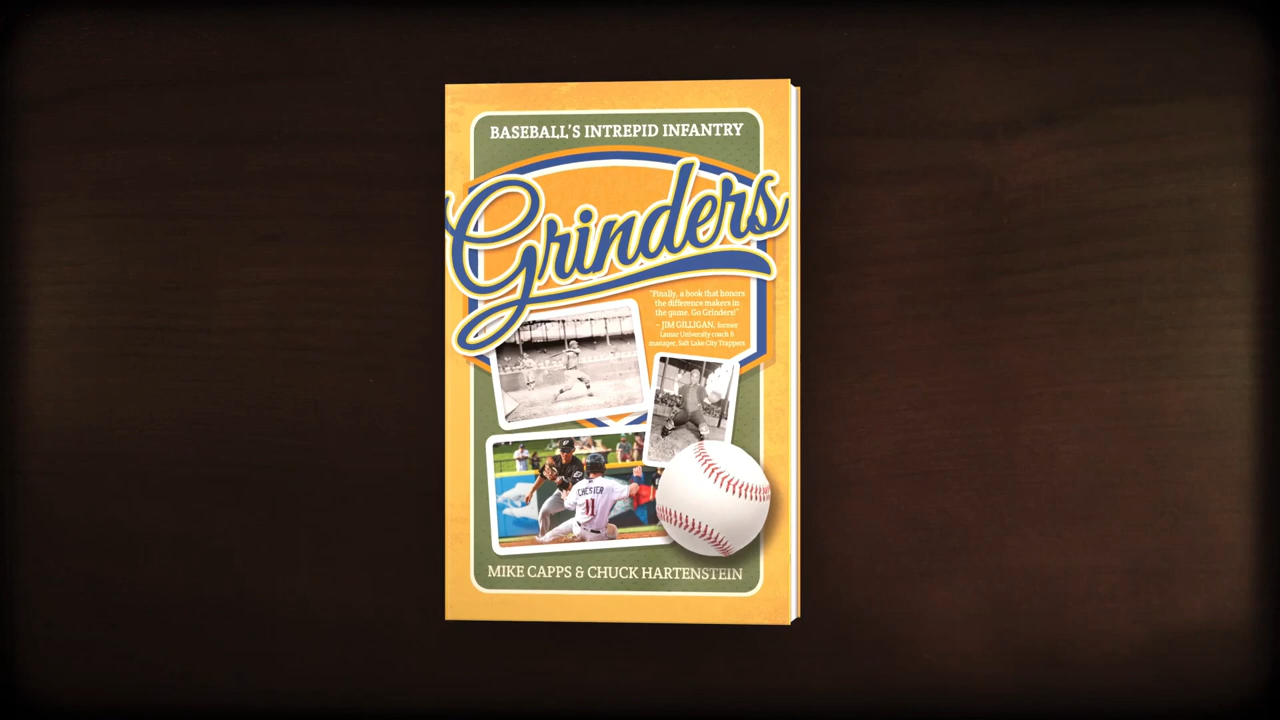 BASEBALL'S INTREPID INFANTRY
Grinders
"Finally, a book that honors
the difference makers in
the game. Go Grinders!"
– JIM GILLIGAN, former
Lamar University coach &
manager, Salt Lake City Trappers
CHESTER
11
MIKE CAPPS & CHUCK HARTENSTEIN